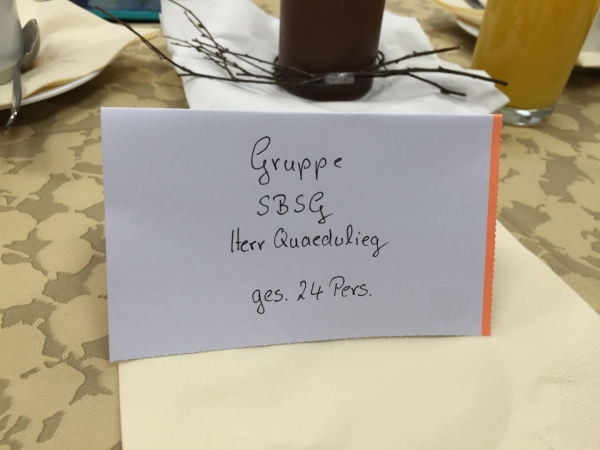 Gruppe
SBSG
Herr Quaedvlieg
ges. 24 Pers.